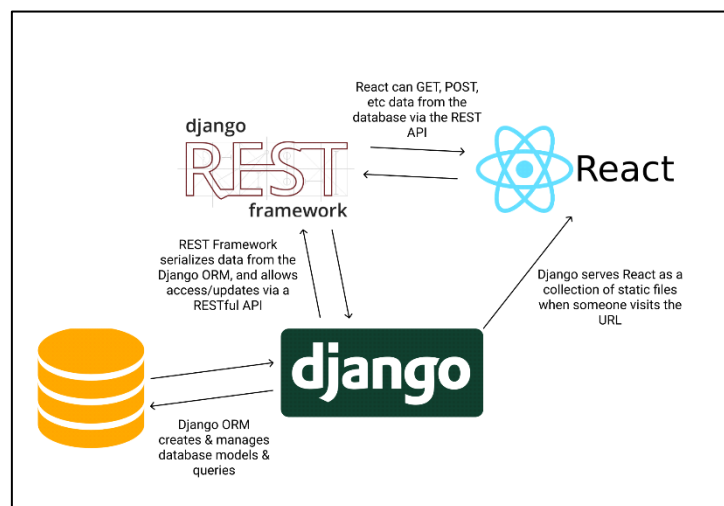 React can GET, POST,
etc data from the
database via the REST
API
django
REST
framework
React
REST Framework
serializes data from the
Django ORM, and allows
access/updates via a
RESTful API
Django serves React as a
collection of static files
when someone visits the
URL
django
Django ORM
creates & manages
database models &
queries